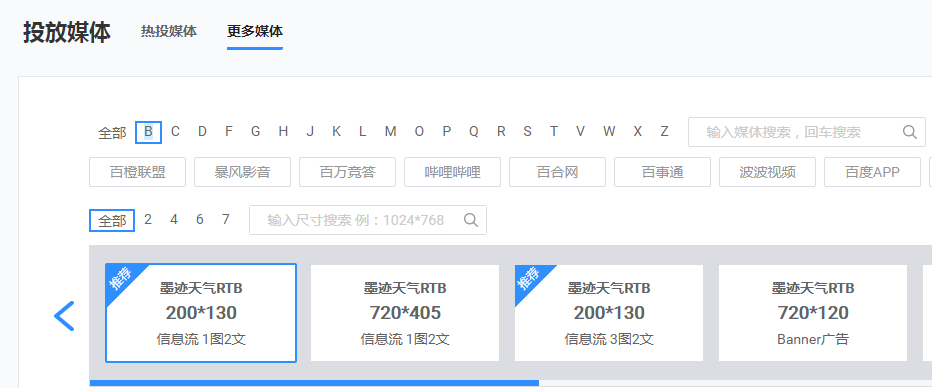 投放媒体 热投媒体 更多媒体
全部 B C D F G H J K L M O P Q R S T V W X Z 输入媒体搜索，回车搜索
百橙联盟 暴风影音 百万竞答 哔哩哔哩 百合网 百事通 波波视频 百度APP
全部 2 4 6 7 输入尺寸搜索 例：1024*768
推荐 推荐
墨迹天气RTB 墨迹天气RTB 墨迹天气RTB 墨迹天气RTB
200*130 720*405 200*130 720*120
信息流 1图2文 信息流 1图2文 信息流 3图2文 Banner广告